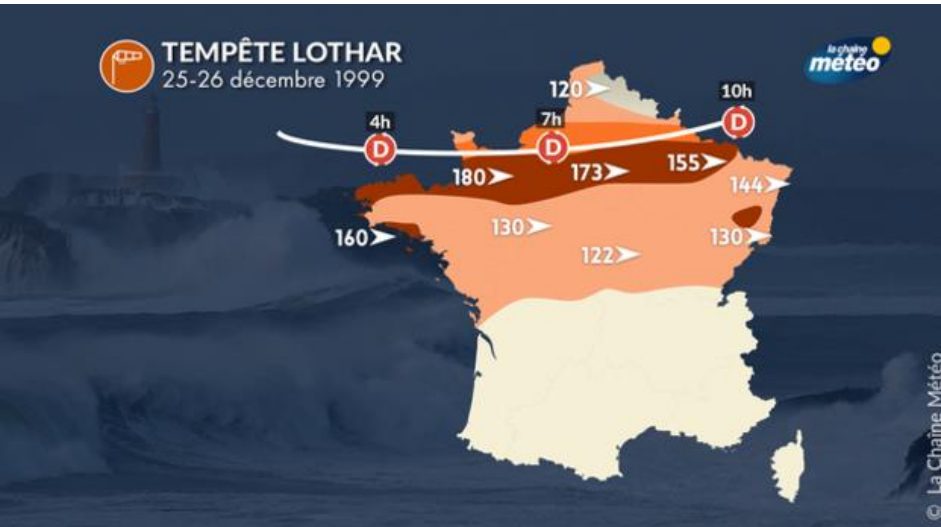 TEMPÊTE LOTHAR
25-26 décembre 1999
la chaîne
météo
120
4h
7h
10h
D
D
D
180
173
155
144
160
130
130
122
© La Chaîne Météo